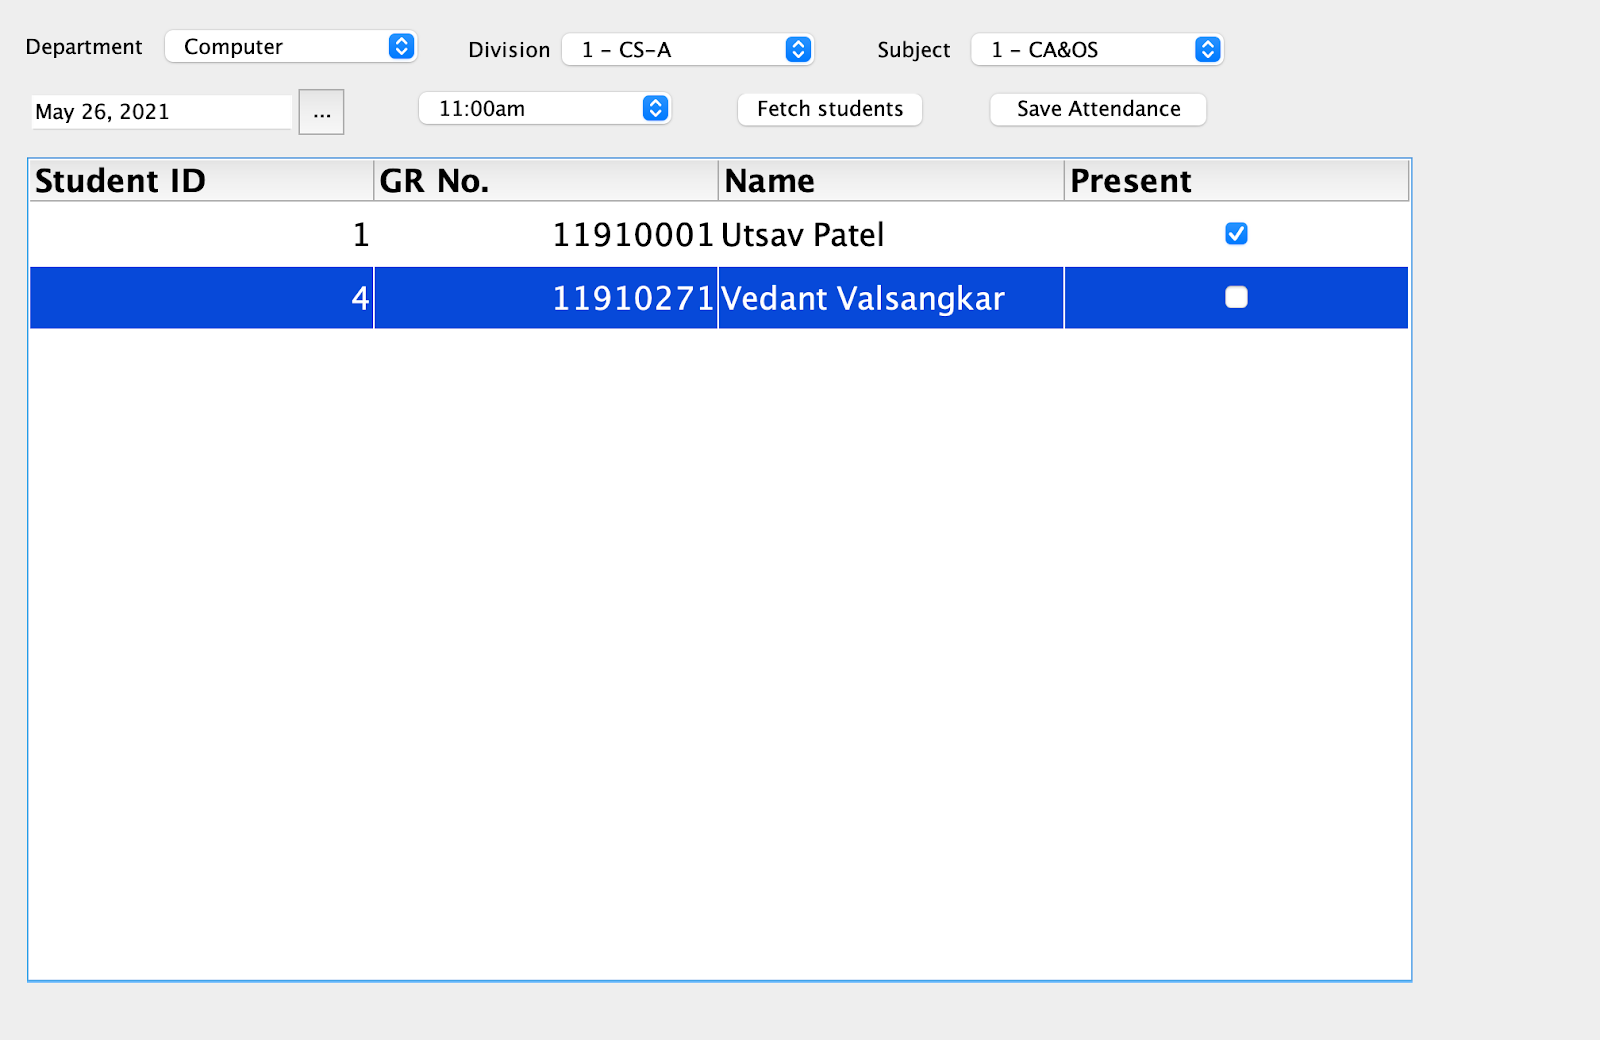 Department Computer Division 1 - CS-A Subject 1 - CA&OS
May 26, 2021 ... 11:00am Fetch students Save Attendance
Student ID GR No. Name Present
1 11910001 Utsav Patel
4 11910271 Vedant Valsangkar